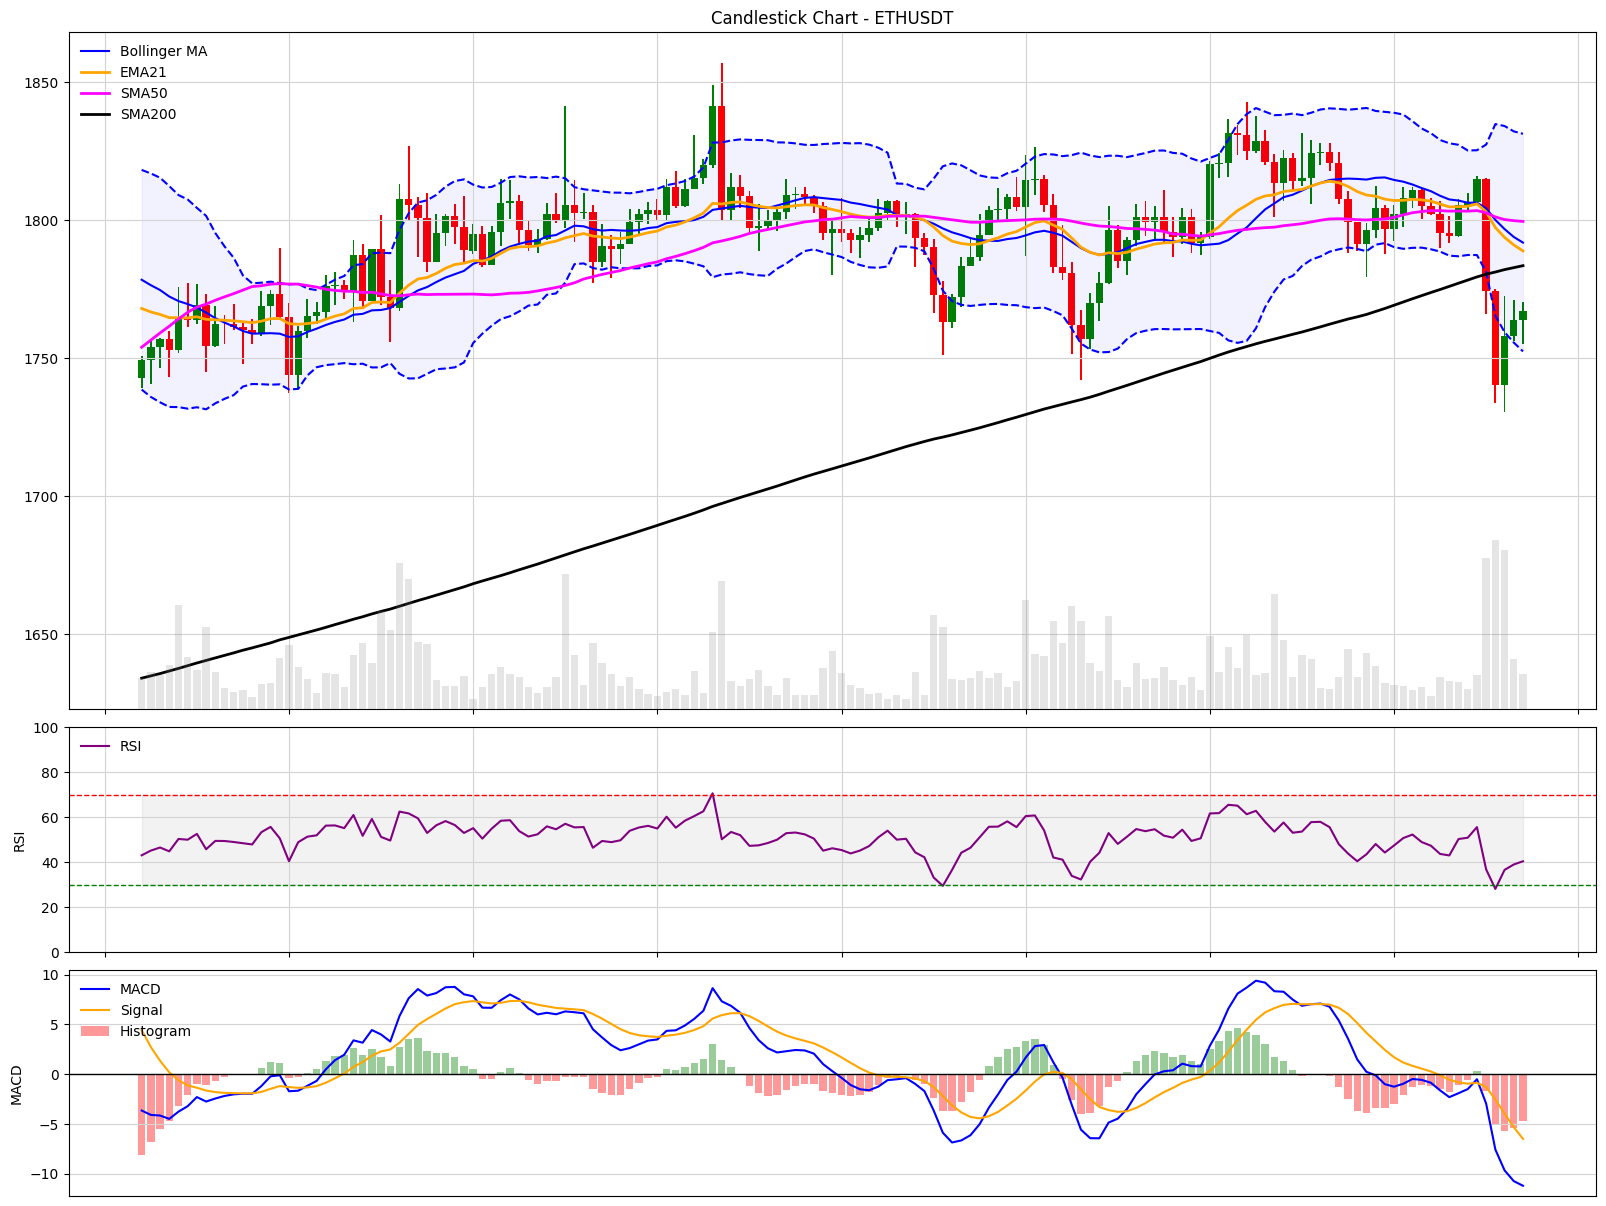 Candlestick Chart - ETHUSDT
Bollinger MA
EMA21
SMA50
SMA200
1850
1800
1750
1700
1650
RSI
RSI
100
80
60
40
20
0
MACD
Signal
Histogram
MACD
10
5
0
−5
−10